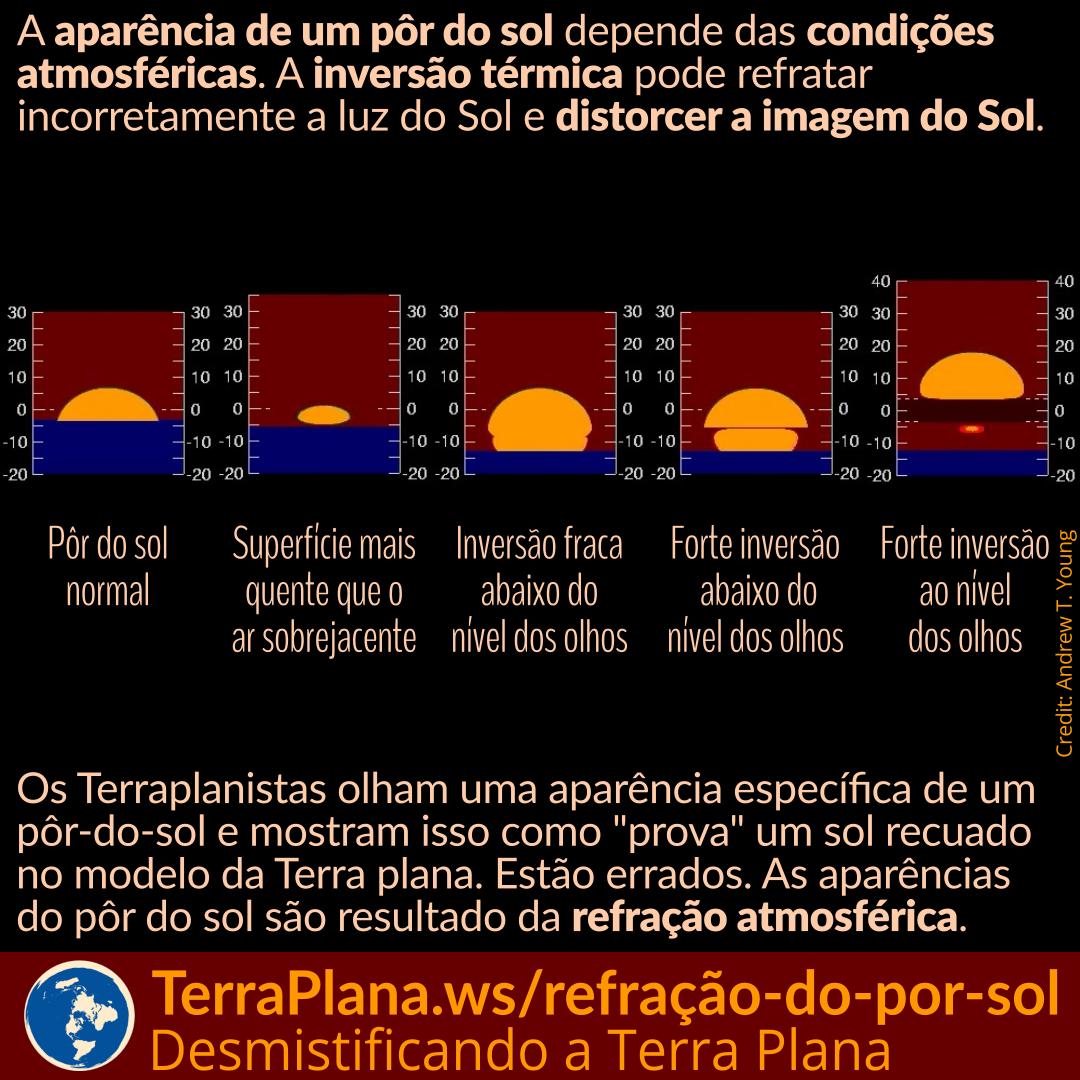 A aparência de um pôr do sol depende das condições
atmosféricas. A inversão térmica pode refratar
incorretamente a luz do Sol e distorcer a imagem do Sol.
30 30 30 30 30 30 30 40 40
20 20 20 20 20 20 20 30 30
10 10 10 10 10 10 10 20 20
0 0 0 0 0 0 0 0 10 10
-10 -10 -10 -10 -10 -10 -10 -10 0 0
-20 -20 -20 -20 -20 -20 -20 -20 -10 -10
-20 -20
Pôr do sol
normal
Superfície mais
quente que o
ar sobrejacente
Inversão fraca
abaixo do
nível dos olhos
Forte inversão
abaixo do
nível dos olhos
Forte inversão
ao nível
dos olhos
Credit: Andrew T. Young
Os Terraplanistas olham uma aparência específica de um
pôr-do-sol e mostram isso como "prova" um sol recuado
no modelo da Terra plana. Estão errados. As aparências
do pôr do sol são resultado da refração atmosférica.
TerraPlana.ws/refração-do-por-sol
Desmistificando a Terra Plana